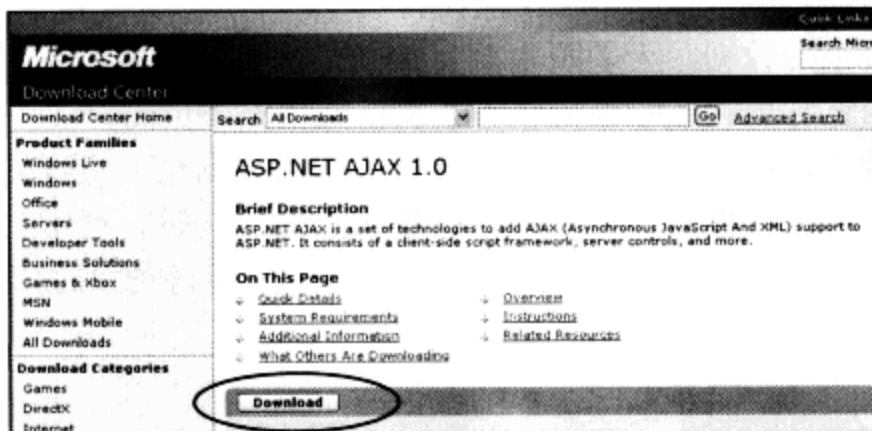 Quick Links
Microsoft
Search Micr
Download Center
Download Center Home
Search All Downloads Go Advanced Search
Product Families
Windows Live
Windows
Office
Servers
Developer Tools
Business Solutions
Games & Xbox
MSN
Windows Mobile
All Downloads
Download Categories
Games
DirectX
Internet
ASP.NET AJAX 1.0
Brief Description
ASP.NET AJAX is a set of technologies to add AJAX (Asynchronous JavaScript And XML) support to
ASP.NET. It consists of a client-side script framework, server controls, and more.
On This Page
Quick Details
System Requirements
Additional Information
What Others Are Downloading
Overview
Instructions
Related Resources
Download